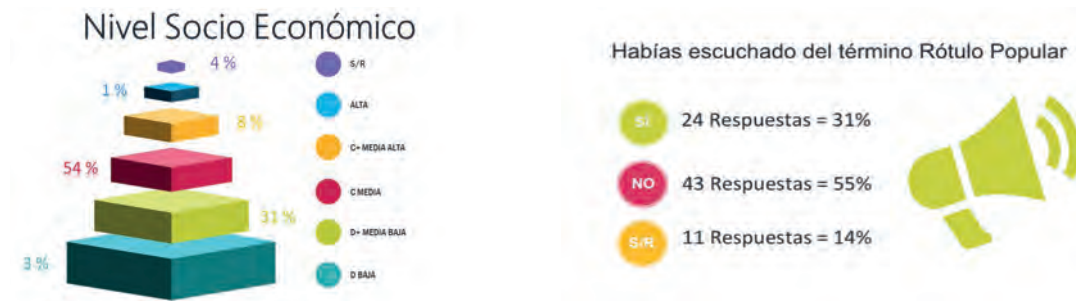 Nivel Socio Económico
4 %
S/R
1 %
ALTA
8 %
C+ MEDIA ALTA
54 %
C MEDIA
31 %
D+ MEDIA BAJA
3 %
D BAJA
Habías escuchado del término Rótulo Popular
SI 24 Respuestas = 31%
NO 43 Respuestas = 55%
S/R 11 Respuestas = 14%